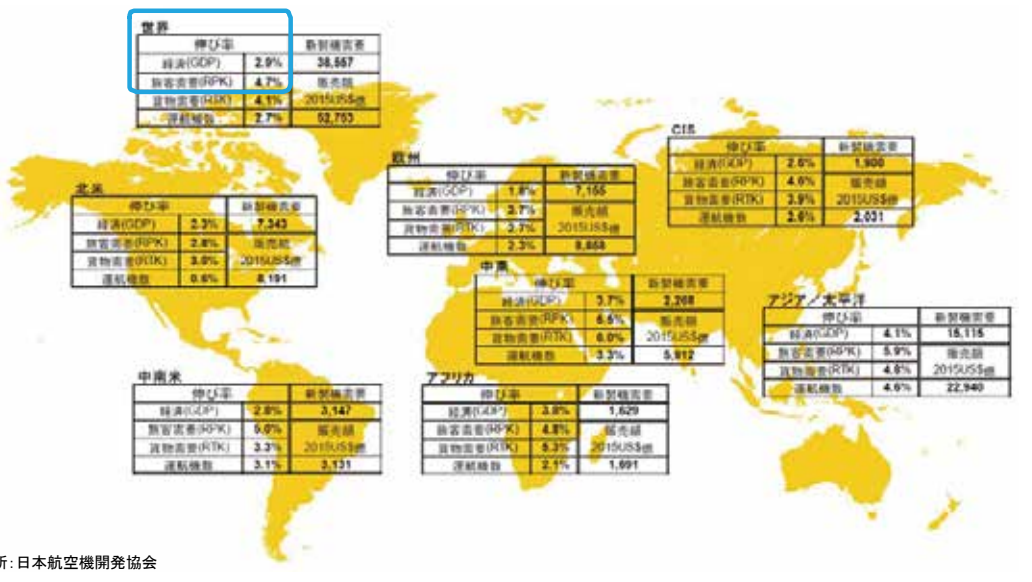 世界
伸び率 新製機需要
経済(GDP) 2.9% 38,557
旅客需要(RPK) 4.7% 販売額
貨物需要(RTK) 4.1% 2015US$億
運航機数 2.7% 52,753
CIS
伸び率 新製機需要
経済(GDP) 2.6% 1,900
旅客需要(RPK) 4.6% 販売額
貨物需要(RTK) 3.9% 2015US$億
運航機数 2.6% 2,031
欧州
伸び率 新製機需要
経済(GDP) 1.8% 7,155
旅客需要(RPK) 3.7% 販売額
貨物需要(RTK) 2.7% 2015US$億
運航機数 2.3% 8,858
北米
伸び率 新製機需要
経済(GDP) 2.3% 7,343
旅客需要(RPK) 2.8% 販売額
貨物需要(RTK) 3.0% 2015US$億
運航機数 0.6% 8,191
中東
伸び率 新製機需要
経済(GDP) 3.7% 2,268
旅客需要(RPK) 6.5% 販売額
貨物需要(RTK) 6.0% 2015US$億
運航機数 3.3% 5,912
アジア／太平洋
伸び率 新製機需要
経済(GDP) 4.1% 15,115
旅客需要(RPK) 5.9% 販売額
貨物需要(RTK) 4.8% 2015US$億
運航機数 4.6% 22,940
中南米
伸び率 新製機需要
経済(GDP) 2.8% 3,147
旅客需要(RPK) 5.0% 販売額
貨物需要(RTK) 3.3% 2015US$億
運航機数 3.1% 3,131
アフリカ
伸び率 新製機需要
経済(GDP) 3.8% 1,629
旅客需要(RPK) 4.8% 販売額
貨物需要(RTK) 5.3% 2015US$億
運航機数 2.1% 1,691
所：日本航空機開発協会